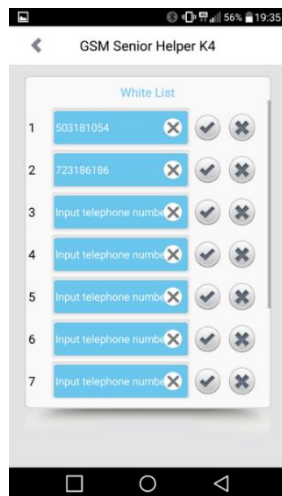 56% 19:35
GSM Senior Helper K4
White List
1 503181054
2 723186186
3 Input telephone numbe
4 Input telephone numbe
5 Input telephone numbe
6 Input telephone numbe
7 Input telephone numbe